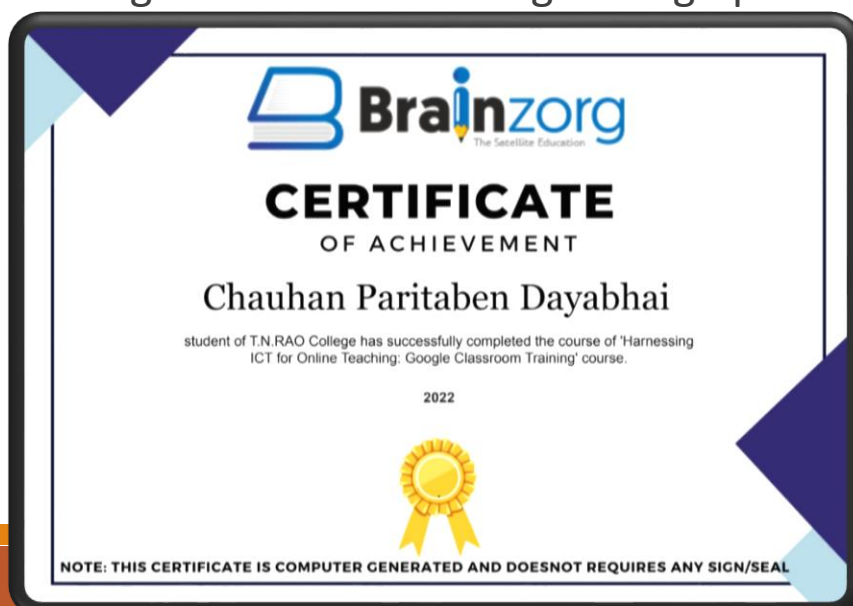 Brainzorg
The Satellite Education
CERTIFICATE
OF ACHIEVEMENT
Chauhan Paritaben Dayabhai
student of T.N.RAO College has successfully completed the course of 'Harnessing
ICT for Online Teaching: Google Classroom Training' course.
2022
NOTE: THIS CERTIFICATE IS COMPUTER GENERATED AND DOESNOT REQUIRES ANY SIGN/SEAL